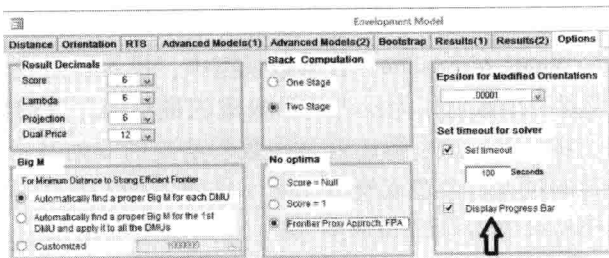 Envelopment Model
Distance Orientation RTS Advanced Models(1) Advanced Models(2) Bootstrap Results(1) Results(2) Options
Result Decimals
Score 6
Lambda 6
Projection 6
Dual Price 12
Slack Computation
One Stage
Two Stage
Epsilon for Modified Orientations
.00001
Set timeout for solver
Set timeout
100 Seconds
Display Progress Bar
Big M
For Minimum Distance to Strong Efficient Frontier
Automatically find a proper Big M for each DMU
Automatically find a proper Big M for the 1st
DMU and apply it to all the DMUs
Customized
No optima
Score = Null
Score = 1
Frontier Proxy Approch, FPA